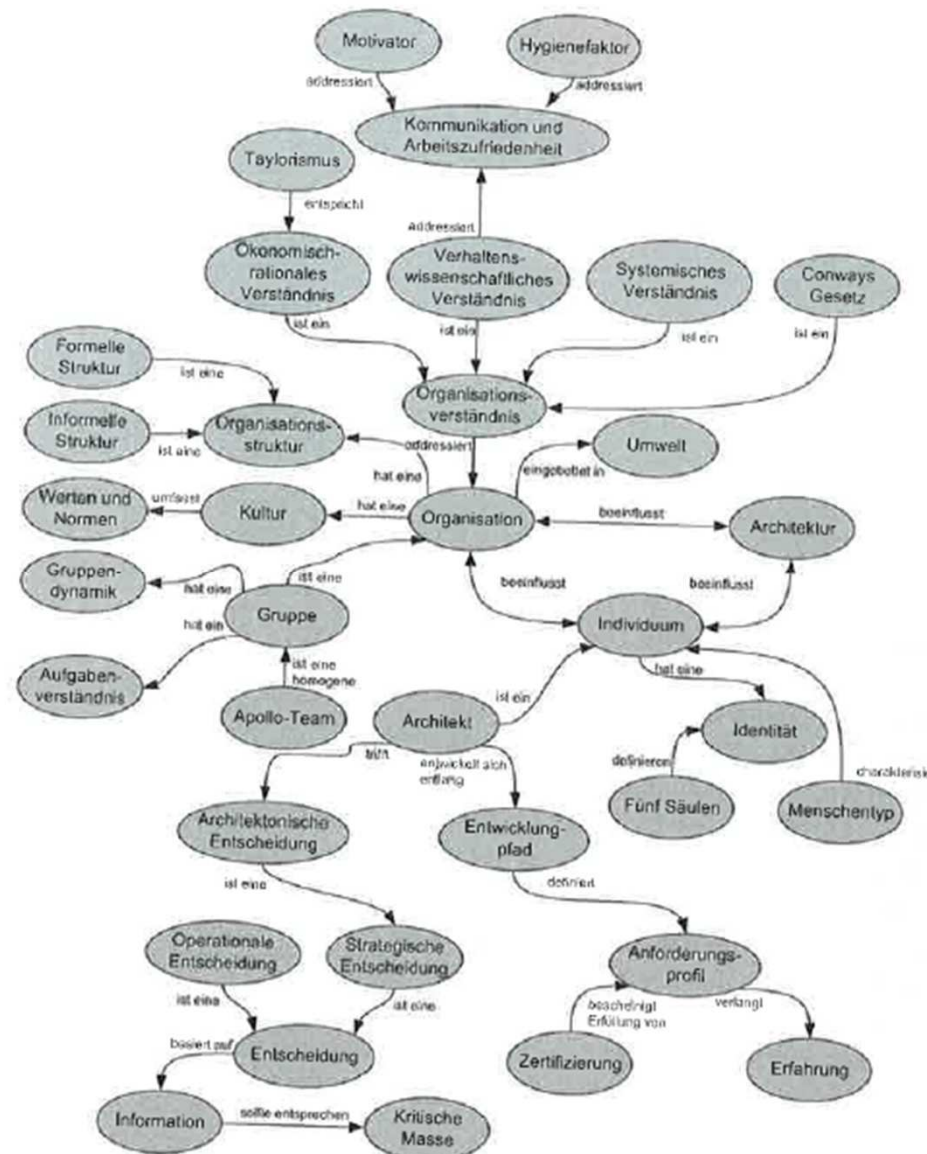 Motivator
Hygienefaktor
addressiert
addressiert
Kommunikation und
Arbeitszufriedenheit
Taylorismus
entspricht
addressiert
Ökonomisch-
rationales
Verständnis
Verhaltens-
wissenschaftliches
Verständnis
Systemisches
Verständnis
Conways
Gesetz
ist ein
ist ein
ist ein
ist ein
Formelle
Struktur
ist eine
Organisations-
verständnis
Informelle
Struktur
ist eine
Organisations-
struktur
addressiert
hat eine
eingebettet in
Umwelt
Werten und
Normen
umfasst
Kultur
hat eine
Organisation
beeinflusst
Architektur
Gruppen-
dynamik
hat eine
ist eine
Gruppe
beeinflusst
beeinflusst
Individuum
hat ein
Aufgaben-
verständnis
ist eine
homogene
Apollo-Team
Architekt
ist ein
hat eine
Identität
trifft
entwickelt sich
entlang
definieren
charakterisi
Fünf Säulen
Menschentyp
Architektonische
Entscheidung
Entwicklung-
pfad
ist eine
definiert
Operationale
Entscheidung
Strategische
Entscheidung
Anforderungs-
profil
ist eine
ist eine
bescheinigt
Erfüllung von
verlangt
basiert auf
Entscheidung
Zertifizierung
Erfahrung
Information
sollte entsprechen
Kritische
Masse